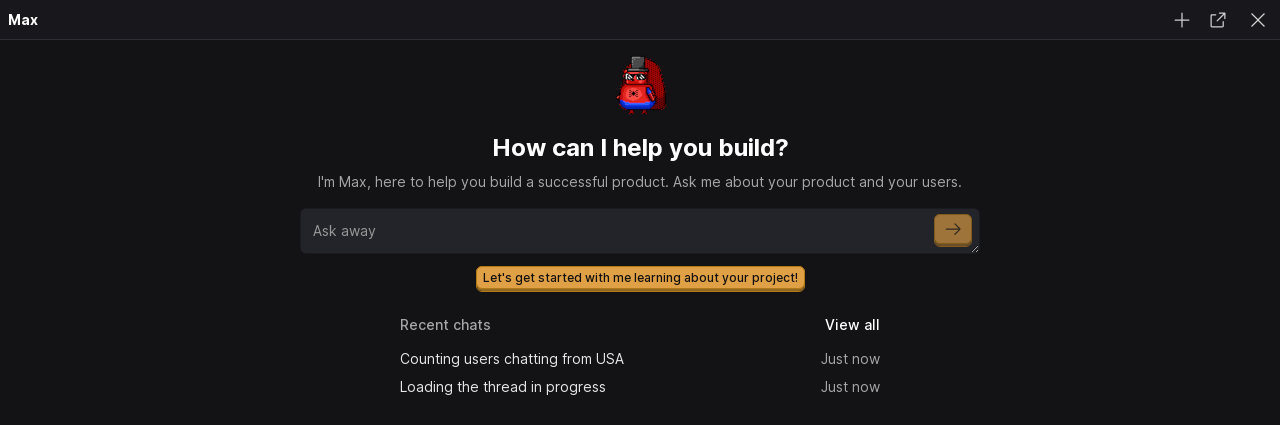 Max
How can I help you build?
I'm Max, here to help you build a successful product. Ask me about your product and your users.
Ask away
Let's get started with me learning about your project!
Recent chats View all
Counting users chatting from USA Just now
Loading the thread in progress Just now